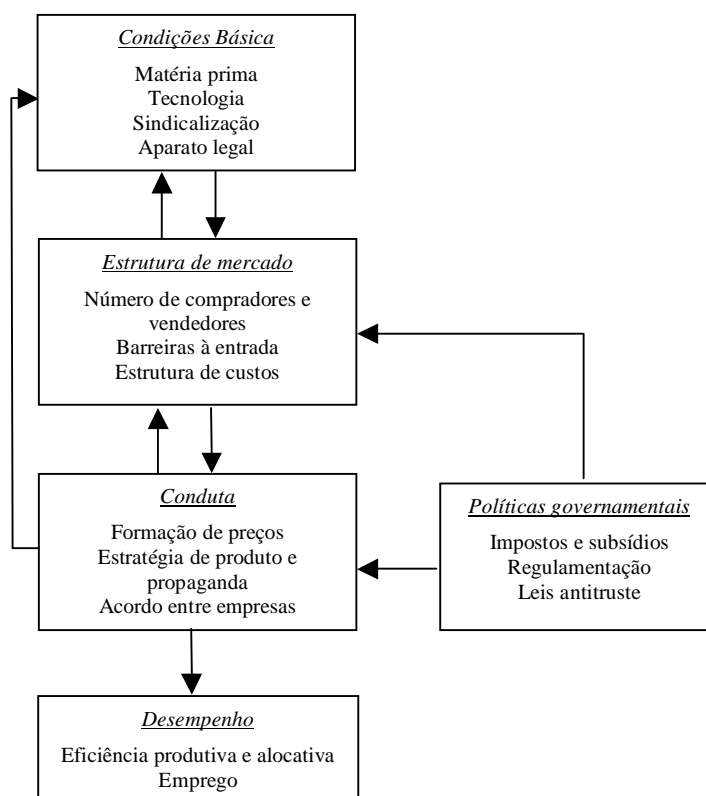 Condições Básica
Matéria prima
Tecnologia
Sindicalização
Aparato legal
Estrutura de mercado
Número de compradores e
vendedores
Barreiras à entrada
Estrutura de custos
Conduta
Formação de preços
Estratégia de produto e
propaganda
Acordo entre empresas
Políticas governamentais
Impostos e subsídios
Regulamentação
Leis antitruste
Desempenho
Eficiência produtiva e alocativa
Emprego